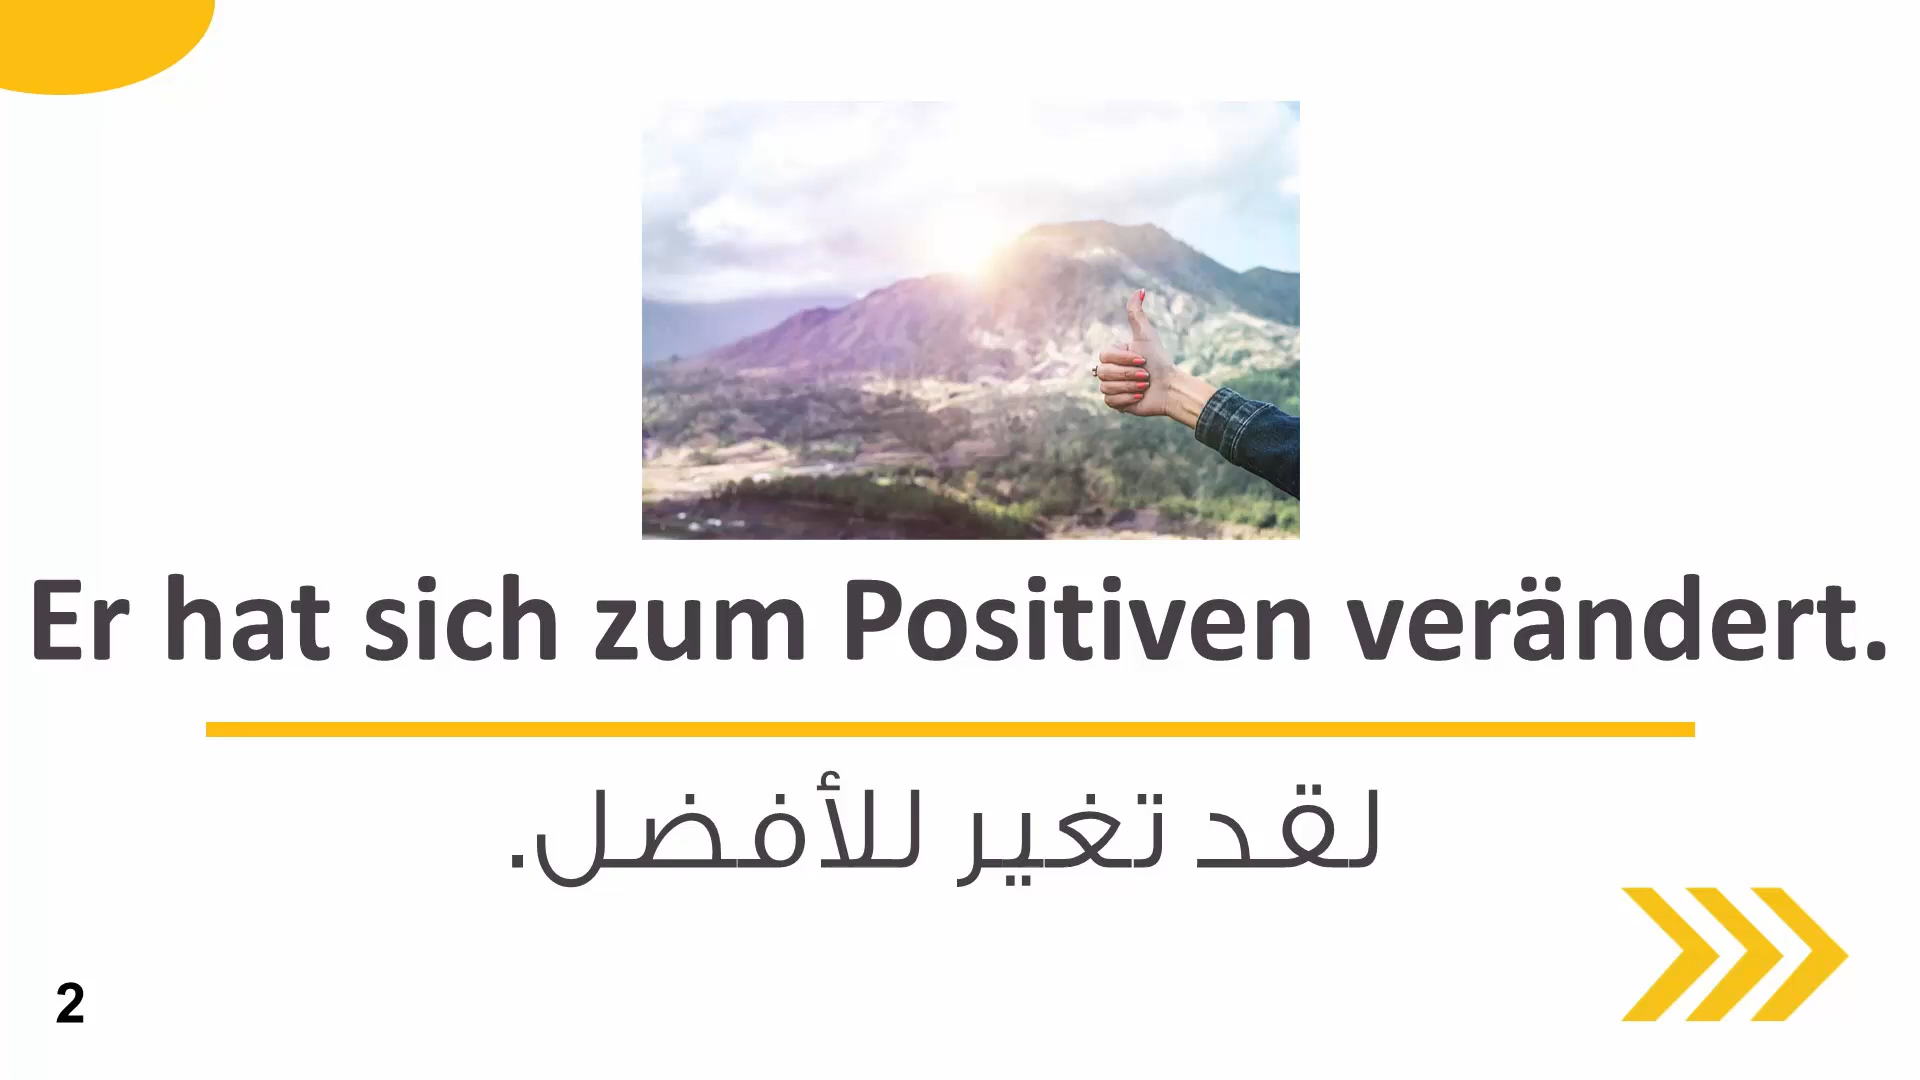 Er hat sich zum Positiven verändert.
لقد تغير للأفضل.
2